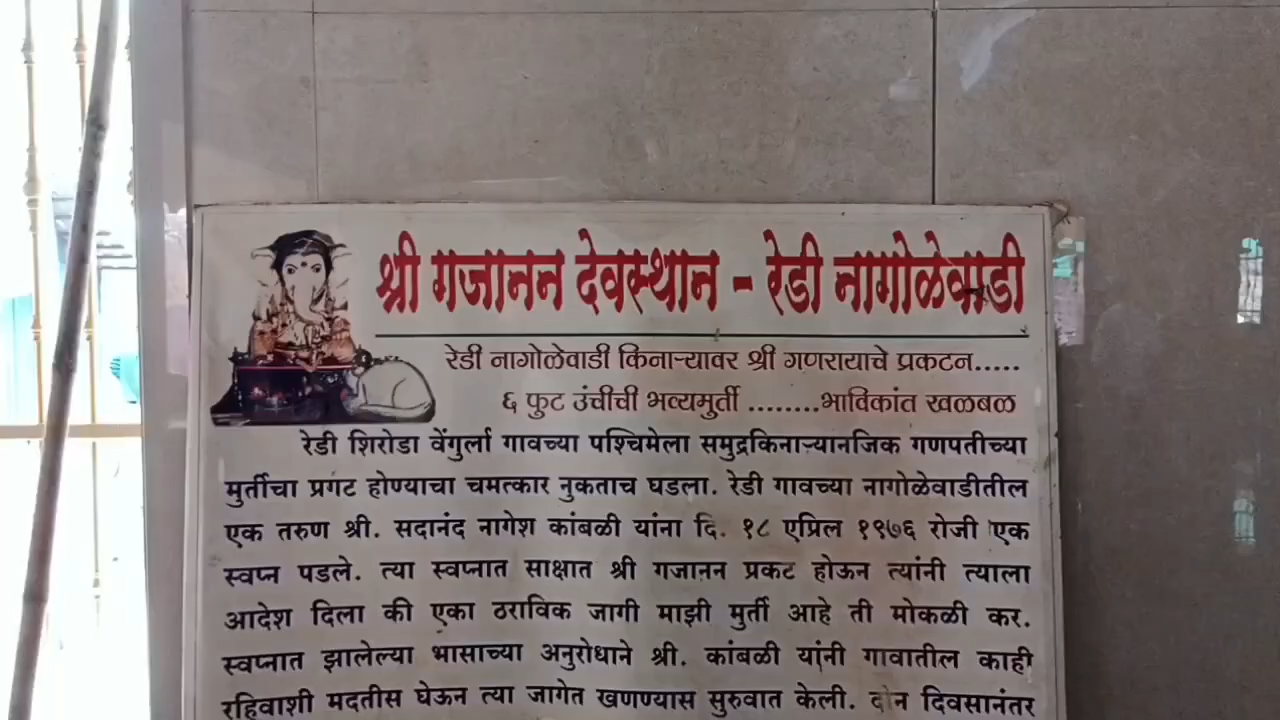 श्री गजानन देवस्थान - रेडी नागोळेवाडी
रेडी नागोळेवाडी किनाऱ्यावर श्री गणरायाचे प्रकटन.....
६ फुट उंचीची भव्यमुर्ती ........भाविकांत खळबळ
रेडी शिरोडा वेंगुर्ला गावच्या पश्चिमेला समुद्रकिनाऱ्यानजिक गणपतीच्या
मुर्तीचा प्रगट होण्याचा चमत्कार नुकताच घडला. रेडी गावच्या नागोळेवाडीतील
एक तरुण श्री. सदानंद नागेश कांबळी यांना दि. १८ एप्रिल १९७६ रोजी एक
स्वप्न पडले. त्या स्वप्नात साक्षात श्री गजानन प्रकट होऊन त्यांनी त्याला
आदेश दिला की एका ठराविक जागी माझी मुर्ती आहे ती मोकळी कर.
स्वप्नात झालेल्या भासाच्या अनुरोधाने श्री. कांबळी यांनी गावातील काही
रहिवाशी मदतीस घेऊन त्या जागेत खणण्यास सुरुवात केली. दोन दिवसानंतर